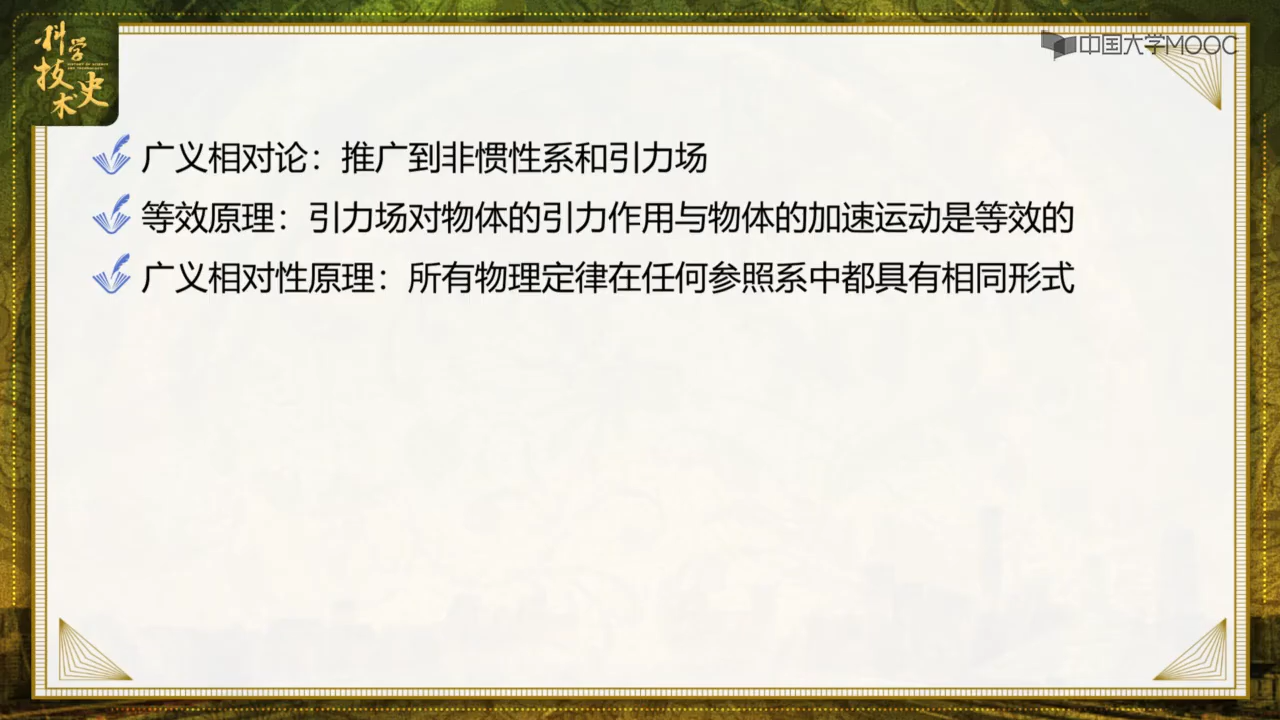 科学
技术史
中国大学MOOC
广义相对论：推广到非惯性系和引力场
等效原理：引力场对物体的引力作用与物体的加速运动是等效的
广义相对性原理：所有物理定律在任何参照系中都具有相同形式